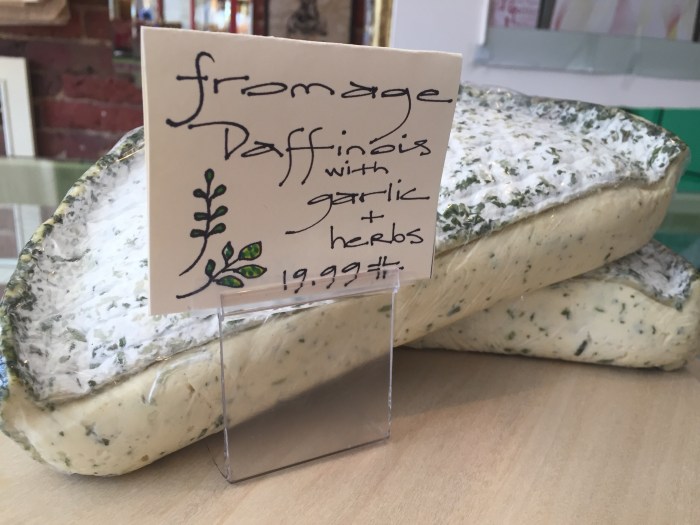 fromage
Daffinois
with
garlic
+
herbs
19.99#.